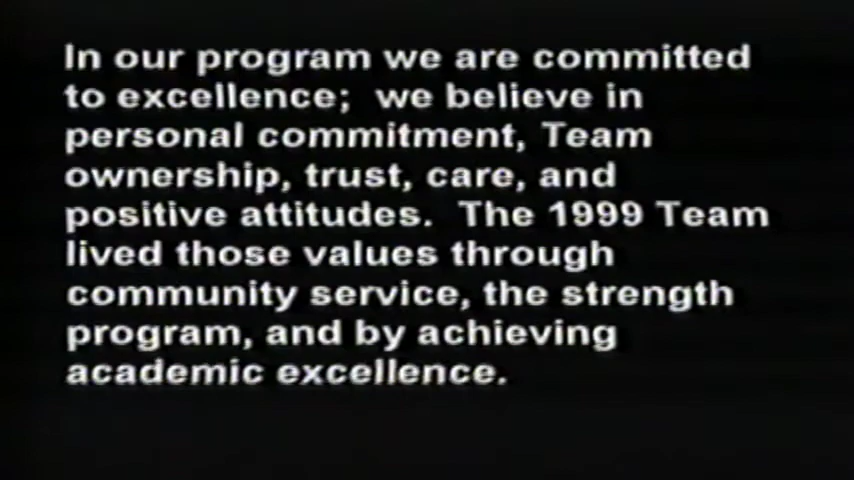 In our program we are committed
to excellence;  we believe in
personal commitment, Team
ownership, trust, care, and
positive attitudes.  The 1999 Team
lived those values through
community service, the strength
program, and by achieving
academic excellence.